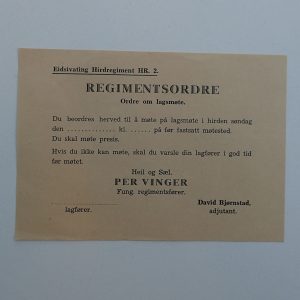 Eidsivating Hirdregiment HR. 2.
REGIMENTSORDRE
Ordre om lagsmøte.
Du beordres herved til å møte på lagsmøte i hirden søndag
den .............. kl. ...... på før fastsatt møtested.
Du skal møte presis.
Hvis du ikke kan møte, skal du varsle din lagfører i god tid
før møtet.
Heil og Sæl.
PER VINGER
Fung. regimentsfører.
lagfører.
David Bjørnstad,
adjutant.